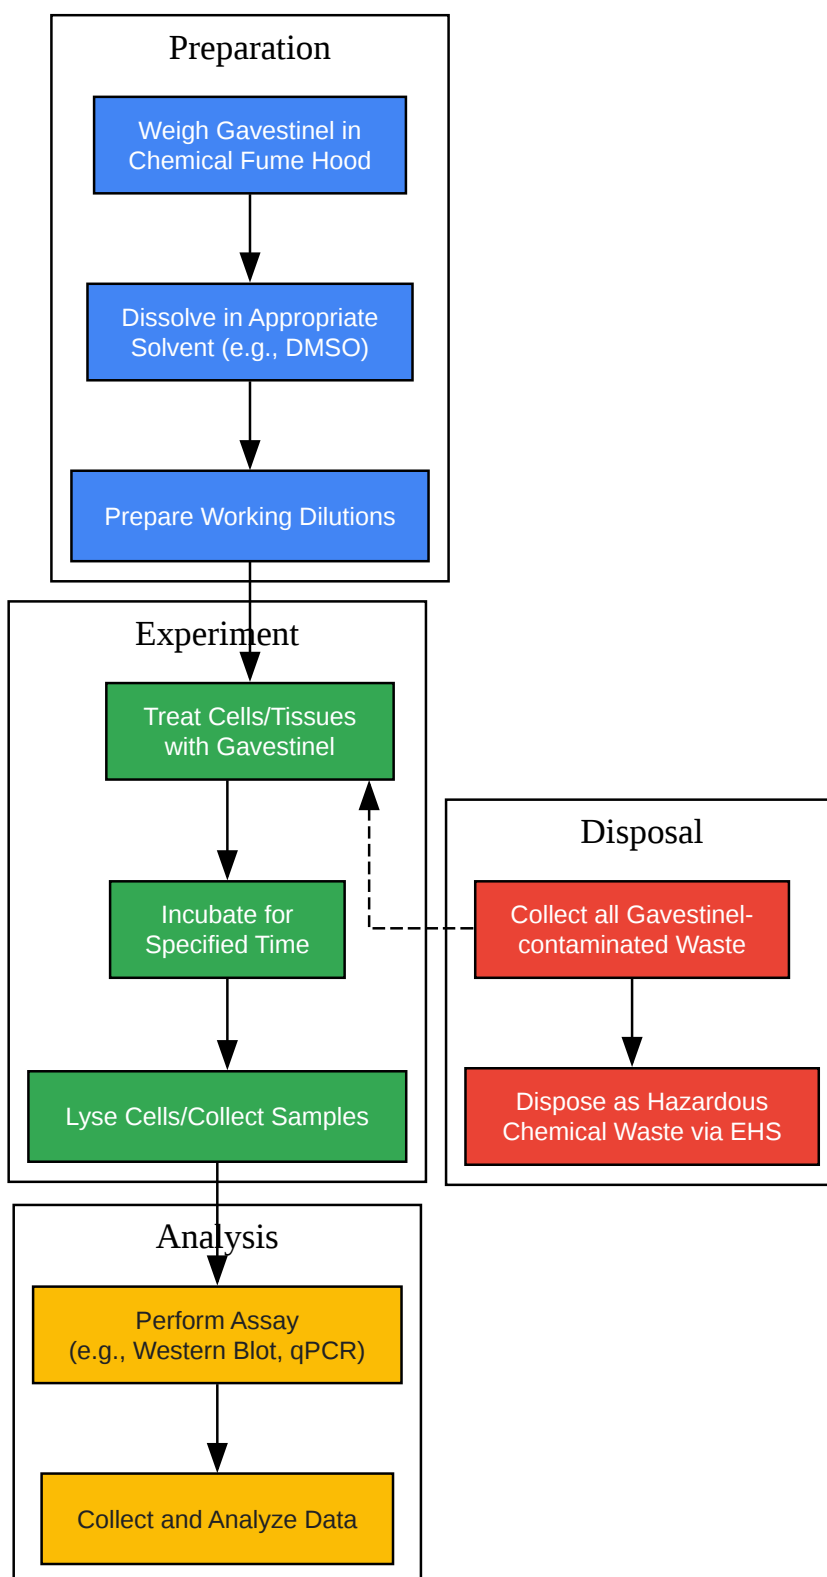 Preparation
Weigh Gavestinel in
Chemical Fume Hood
Dissolve in Appropriate
Solvent (e.g., DMSO)
Prepare Working Dilutions
Experiment
Treat Cells/Tissues
with Gavestinel
Incubate for
Specified Time
Lyse Cells/Collect Samples
Disposal
Collect all Gavestinel-
contaminated Waste
Dispose as Hazardous
Chemical Waste via EHS
Analysis
Perform Assay
(e.g., Western Blot, qPCR)
Collect and Analyze Data